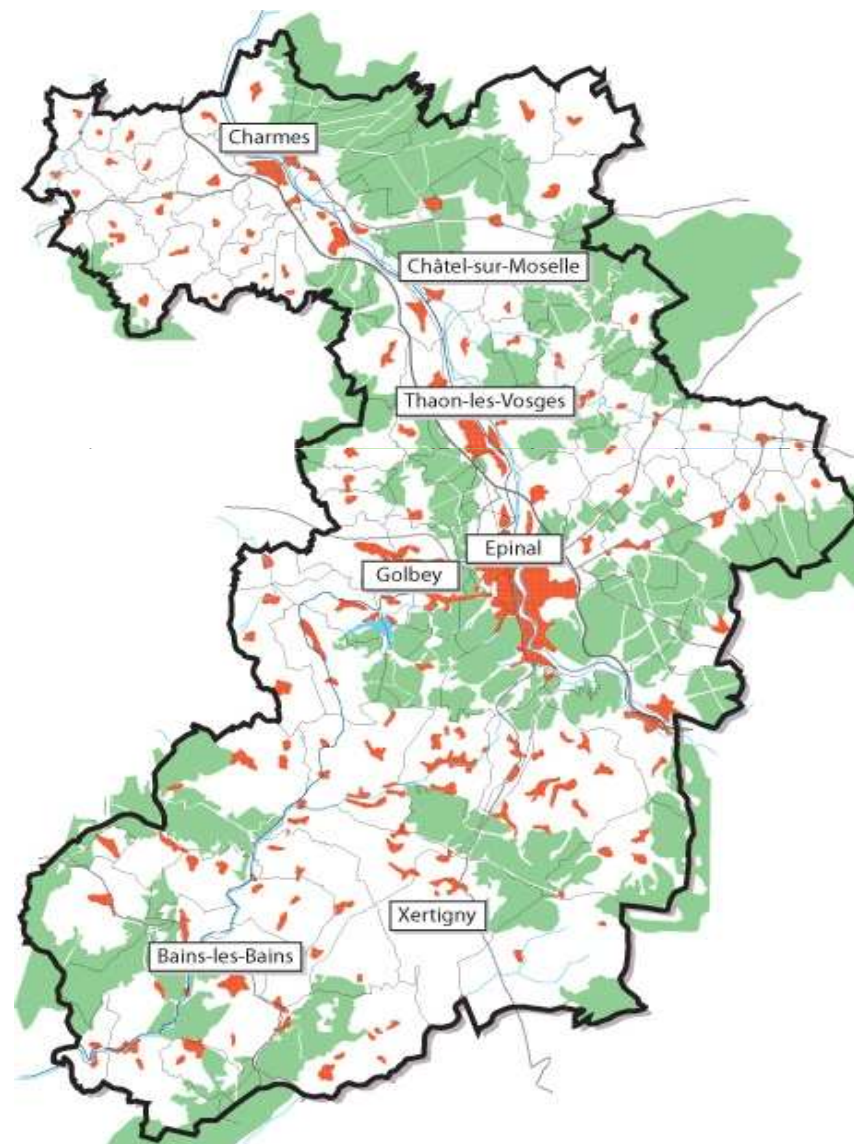 Charmes
Châtel-sur-Moselle
Thaon-les-Vosges
Epinal
Golbey
Xertigny
Bains-les-Bains